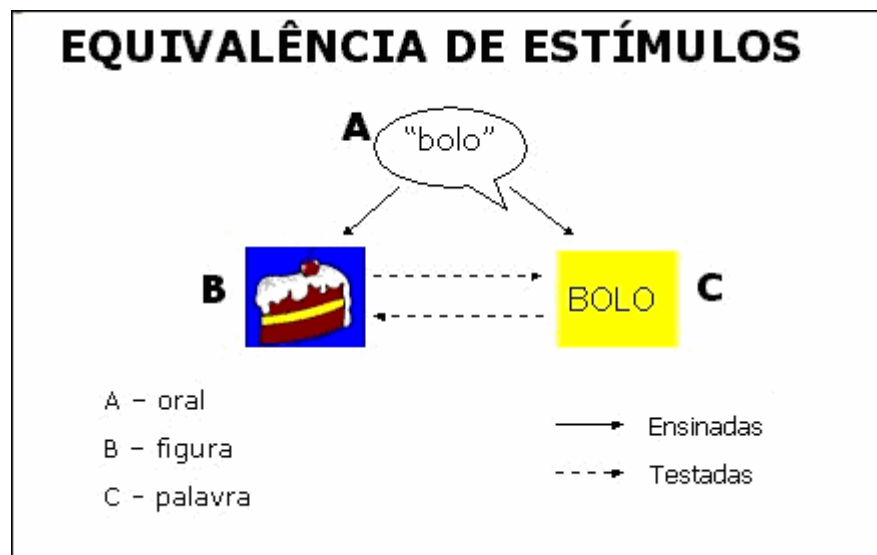 EQUIVALÊNCIA DE ESTÍMULOS
A
"bolo"
B
BOLO
C
A – oral
B – figura
C – palavra
Ensinadas
Testadas